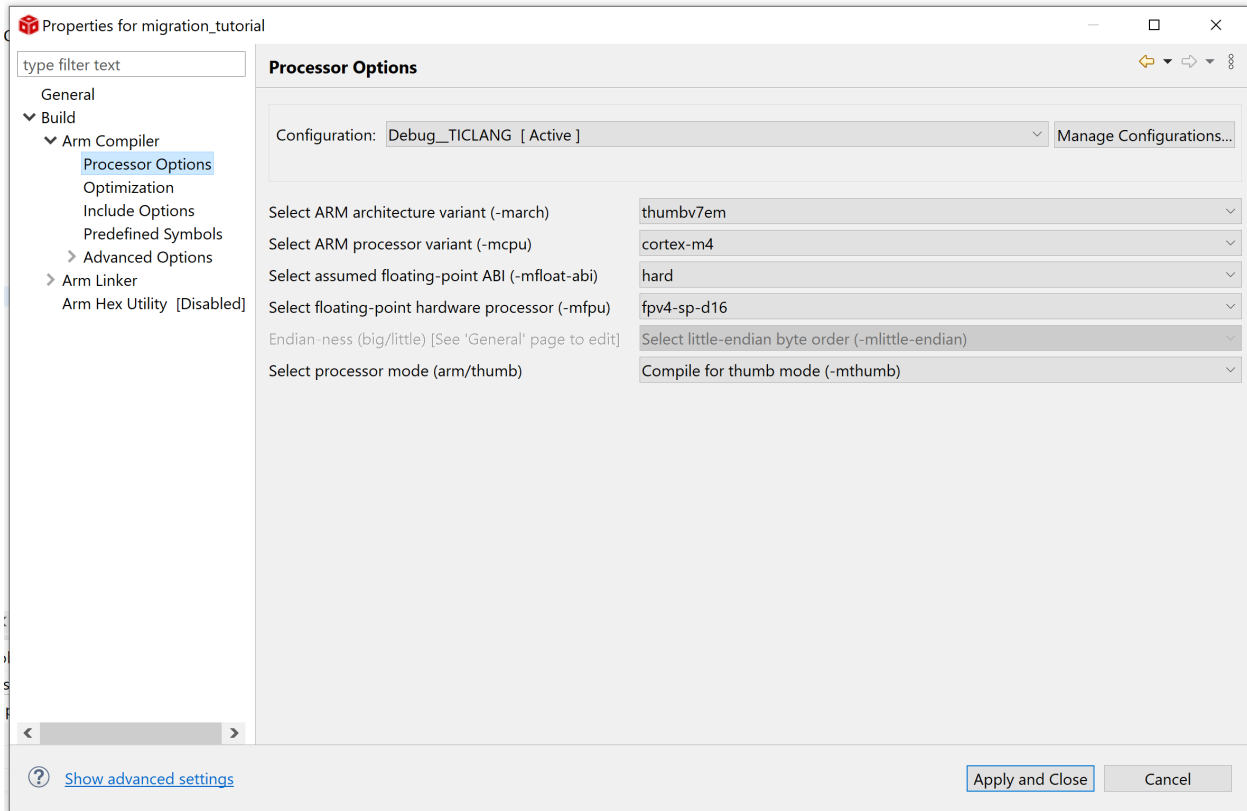 Properties for migration_tutorial
type filter text
General
Build
Arm Compiler
Processor Options
Optimization
Include Options
Predefined Symbols
Advanced Options
Arm Linker
Arm Hex Utility [Disabled]
Processor Options
Configuration: Debug__TICLANG [ Active ] Manage Configurations...
Select ARM architecture variant (-march) thumbv7em
Select ARM processor variant (-mcpu) cortex-m4
Select assumed floating-point ABI (-mfloat-abi) hard
Select floating-point hardware processor (-mfpu) fpv4-sp-d16
Endian-ness (big/little) [See 'General' page to edit] Select little-endian byte order (-mlittle-endian)
Select processor mode (arm/thumb) Compile for thumb mode (-mthumb)
Show advanced settings
Apply and Close
Cancel